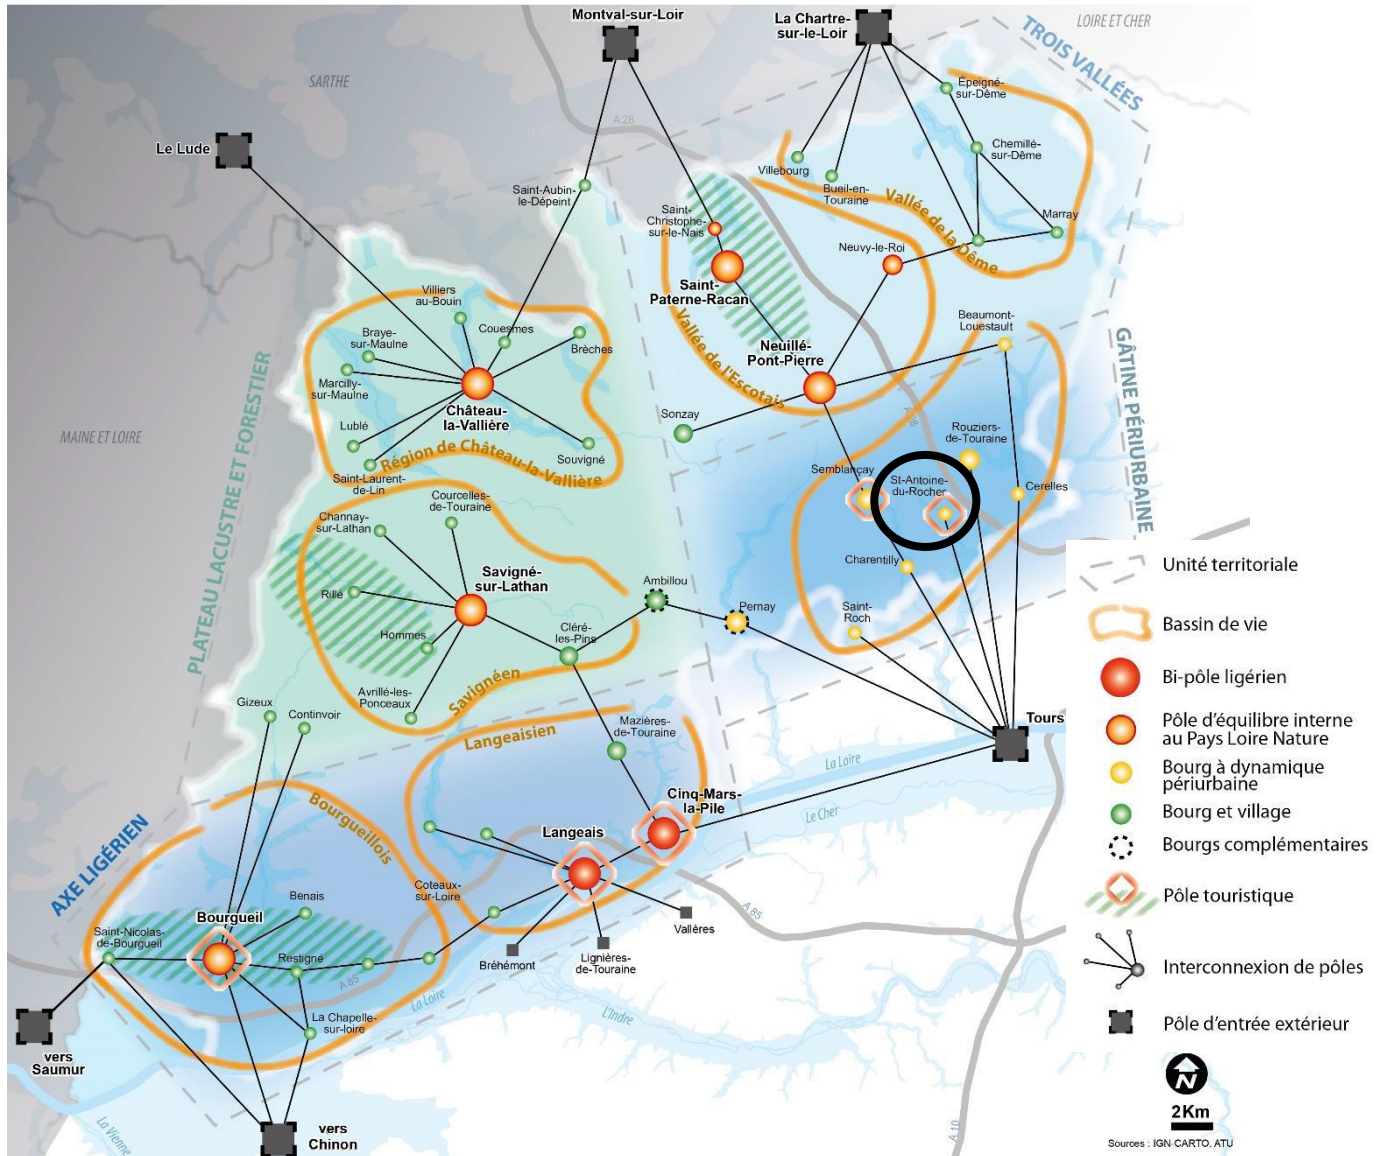 Montval-sur-Loir
La Chartre-
sur-le-Loir
LOIRE ET CHER
TROIS VALLÉES
SARTHE
Épeigné-
sur-Dême
A 28
Le Lude
Chemillé-
sur-Dême
Villebourg
Bueil-en-
Touraine
Saint-Aubin-
le-Dépeint
Vallée de la Dême
Marray
Saint-
Christophe-
sur-le-Nais
Neuvy-le-Roi
Saint-
Paterne-Racan
Villiers
au-Bouin
Beaumont-
Louestault
Couesmes
Braye-
sur-Maulne
Brèches
Vallée de l'Escotais
Neuillé-
Pont-Pierre
GÂTINE PÉRIURBAINE
Marcilly-
sur-Maulne
Château-
la-Vallière
Sonzay
A 28
MAINE ET LOIRE
PLATEAU LACUSTRE ET FORESTIER
Lublé
Rouziers-
de-Touraine
Région de Château-la-Vallière
Souvigné
Semblançay
St-Antoine-
du-Rocher
Cerelles
Saint-Laurent-
de-Lin
Courcelles-
de-Touraine
Channay-
sur-Lathan
Charentilly
Savigné-
sur-Lathan
Ambillou
Pernay
Rillé
Saint-
Roch
Hommes
Cléré-
les-Pins
Avrillé-les-
Ponceaux
Savignéen
Gizeux
Continvoir
Langeaisien
Mazières-
de-Touraine
Tours
La Loire
Cinq-Mars-
la-Pile
Le Cher
Bourgueillois
Langeais
AXE LIGÉRIEN
Coteaux-
sur-Loire
Benais
Bourgueil
Vallères
A 85
Saint-Nicolas-
de-Bourgueil
Restigné
Bréhémont
Lignières-
de-Touraine
A 85
La Loire
L'Indre
La Chapelle-
sur-loire
vers
Saumur
La Vienne
vers
Chinon
A 10
Unité territoriale
Bassin de vie
Bi-pôle ligérien
Pôle d'équilibre interne
au Pays Loire Nature
Bourg à dynamique
périurbaine
Bourg et village
Bourgs complémentaires
Pôle touristique
Interconnexion de pôles
Pôle d'entrée extérieur
N
2Km
Sources : IGN-CARTO, ATU